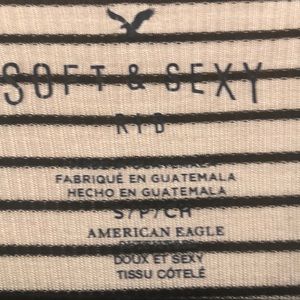 SOFT & SEXY
RIB
FABRIQUÉ EN GUATEMALA
HECHO EN GUATEMALA
S/P/CH
AMERICAN EAGLE
DOUX ET SEXY
TISSU CÔTELÉ